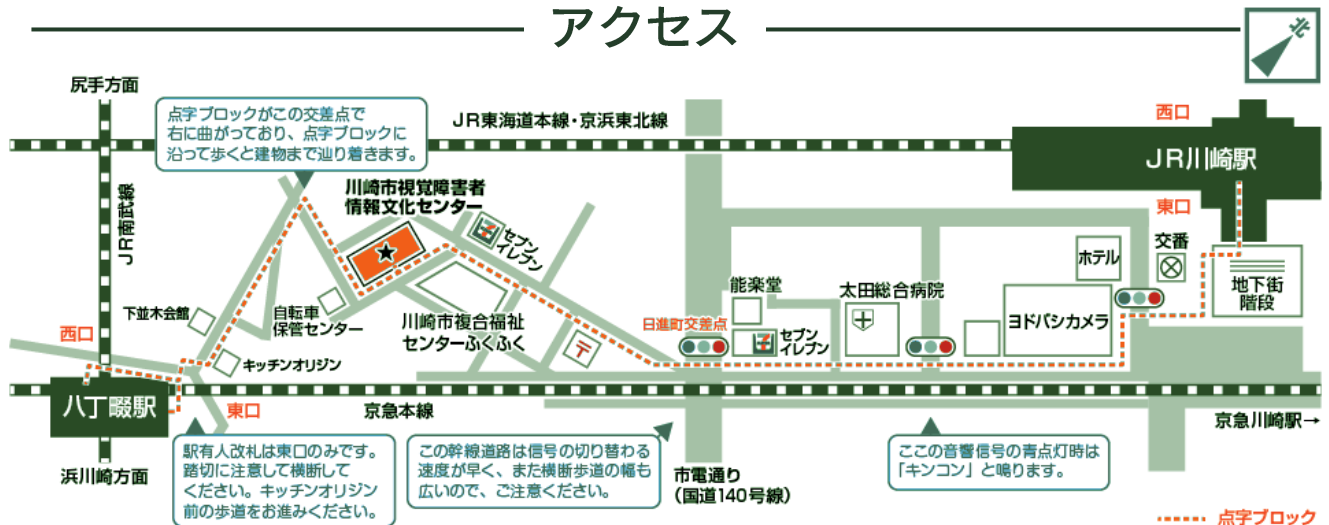 アクセス
北
尻手方面
点字ブロックがこの交差点で
右に曲がっており、点字ブロックに
沿って歩くと建物まで辿り着きます。
JR東海道本線・京浜東北線
西口
JR川崎駅
東口
JR南武線
川崎市視覚障害者
情報文化センター
セブン
イレブン
交番
ホテル
地下街
階段
能楽堂
太田総合病院
ヨドバシカメラ
下並木会館
自転車
保管センター
川崎市複合福祉
センターふくふく
日進町交差点
セブン
イレブン
西口
キッチンオリジン
八丁畷駅
東口
京急本線
京急川崎駅→
浜川崎方面
駅有人改札は東口のみです。
踏切に注意して横断して
ください。キッチンオリジン
前の歩道をお進みください。
この幹線道路は信号の切り替わる
速度が早く、また横断歩道の幅も
広いので、ご注意ください。
市電通り
(国道140号線)
ここの音響信号の青点灯時は
「キンコン」と鳴ります。
点字ブロック